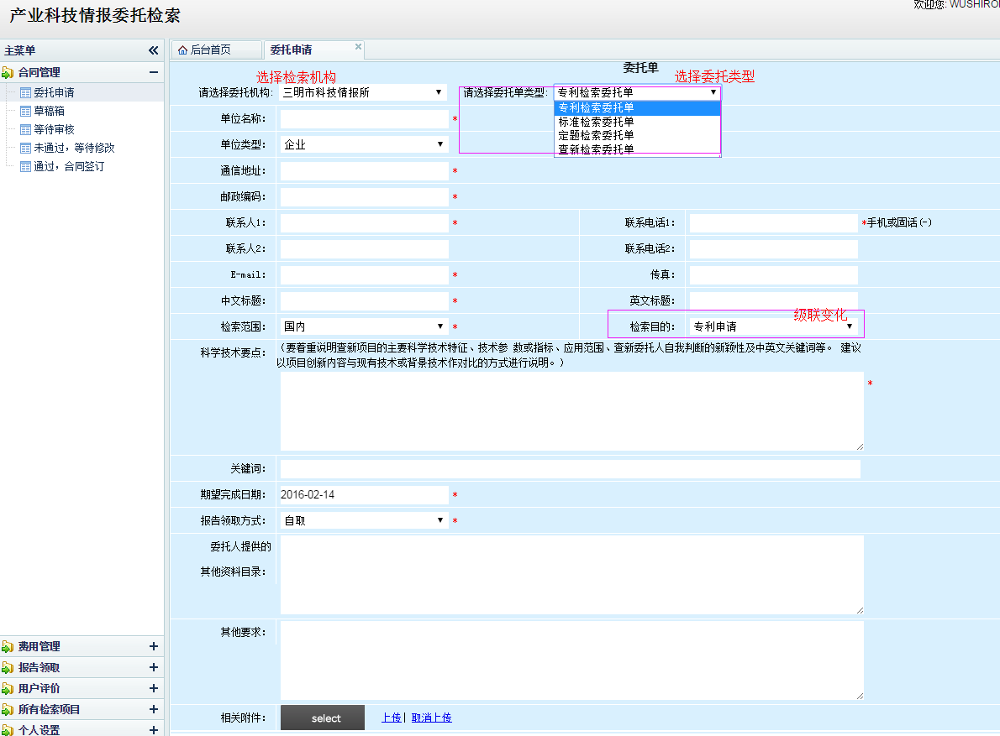 产业科技情报委托检索
欢迎您: WUSHIRO
主菜单
后台首页
委托申请
合同管理
委托申请
草稿箱
等待审核
未通过，等待修改
通过，合同签订
费用管理
报告领取
用户评价
所有检索项目
个人设置
委托单
选择检索机构
选择委托类型
请选择委托机构: 三明市科技情报所
请选择委托单类型: 专利检索委托单
专利检索委托单
标准检索委托单
定题检索委托单
查新检索委托单
单位名称: *
单位类型: 企业
通信地址: *
邮政编码: *
联系人1: * 联系电话1: *手机或固话(-)
联系人2: 联系电话2:
E-mail: * 传真:
中文标题: * 英文标题:
级联变化
检索范围: 国内 * 检索目的: 专利申请
科学技术要点: (要着重说明查新项目的主要科学技术特征、技术参 数或指标、应用范围、查新委托人自我判断的新颖性及中英文关键词等。 建议
以项目创新内容与现有技术或背景技术作对比的方式进行说明。)
*
关键词:
期望完成日期: 2016-02-14 *
报告领取方式: 自取 *
委托人提供的
其他资料目录:
其他要求:
相关附件: select 上传| 取消上传